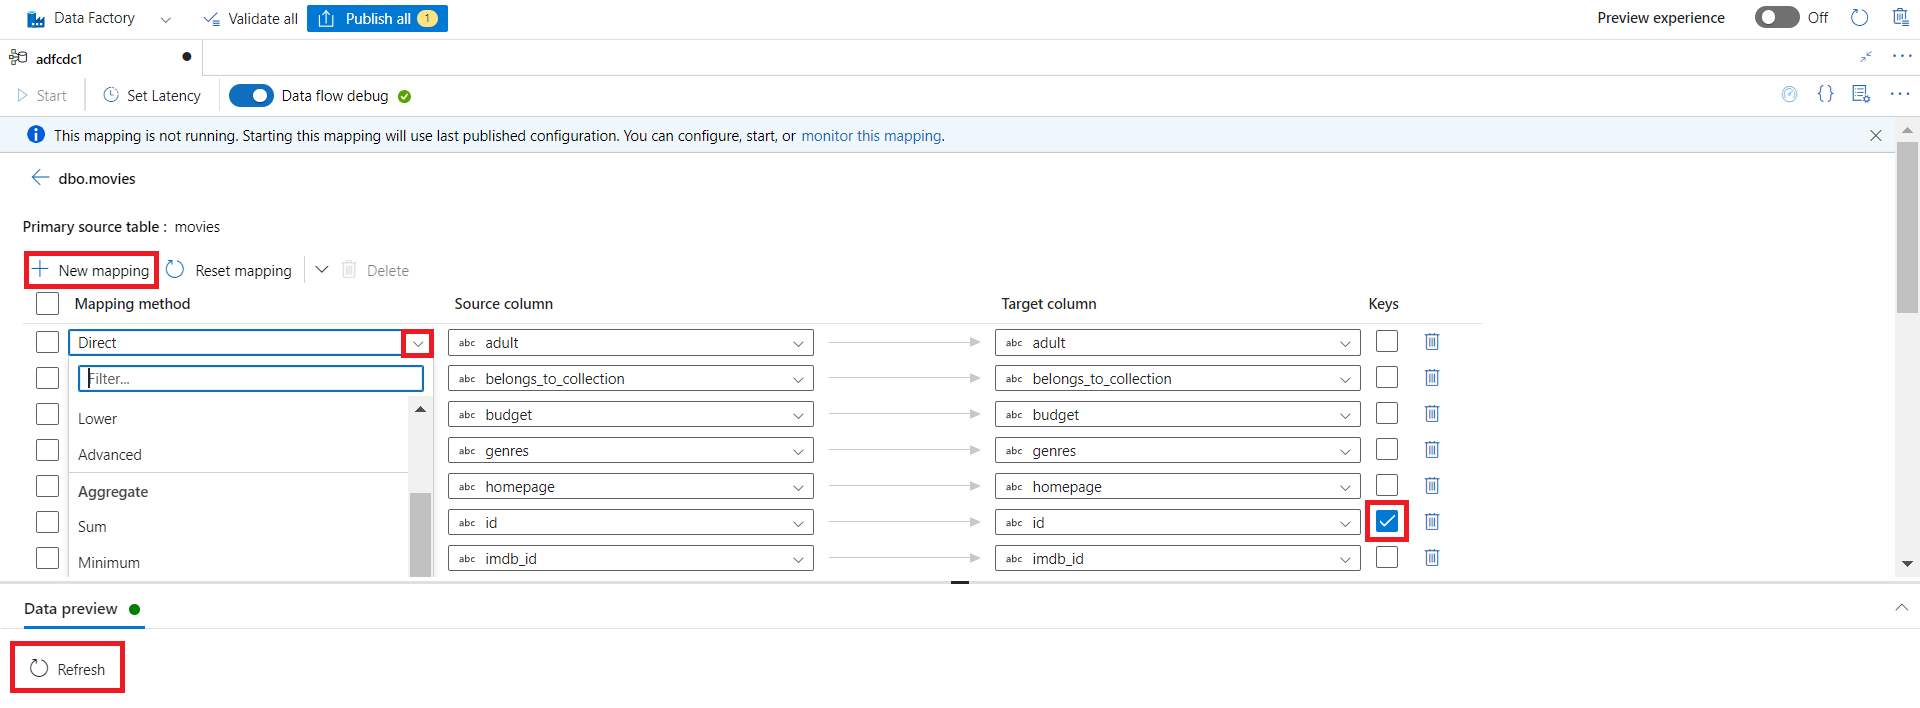 Data Factory Validate all Publish all 1 Preview experience Off
adfcdc1
Start Set Latency Data flow debug
This mapping is not running. Starting this mapping will use last published configuration. You can configure, start, or monitor this mapping.
dbo.movies
Primary source table : movies
New mapping Reset mapping Delete
Mapping method Source column Target column Keys
Direct abc adult abc adult
Filter... abc belongs_to_collection abc belongs_to_collection
Lower abc budget abc budget
Advanced abc genres abc genres
Aggregate abc homepage abc homepage
Sum abc id abc id
Minimum abc imdb_id abc imdb_id
Data preview
Refresh